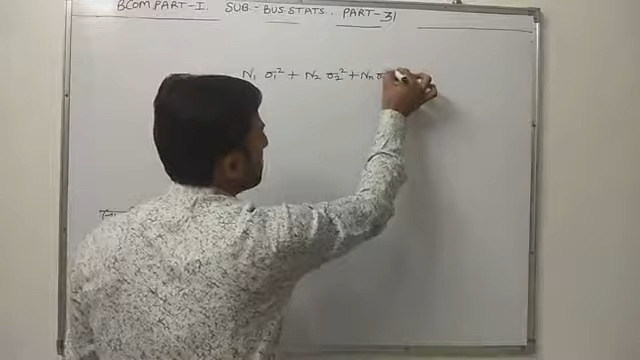 BCOM.PART-I. SUB:- BUS.STATS. PART-31
N₁ σ₁² + N₂ σ₂² + Nₙ σ